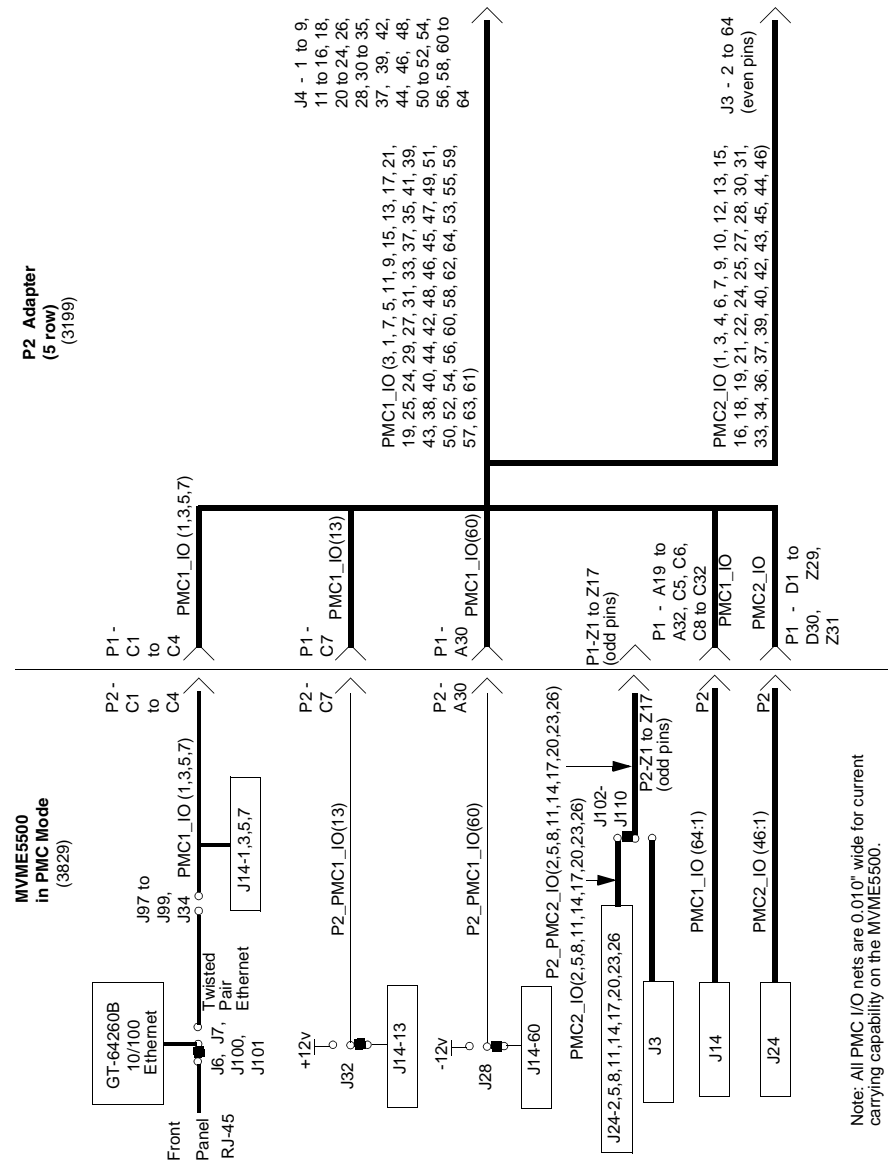 MVME5500
in PMC Mode
(3829)
P2 Adapter
(5 row)
(3199)
GT-64260B
10/100
Ethernet
Front
Panel
RJ-45
J6, J7,
J100,
J101
Twisted
Pair
Ethernet
J97 to
J99,
J34
PMC1_IO (1,3,5,7)
J14-1,3,5,7
P2 -
C1
to
C4
P1 -
C1
to
C4
PMC1_IO (1,3,5,7)
+12v
J32
J14-13
P2_PMC1_IO(13)
P2 -
C7
P1 -
C7
PMC1_IO(13)
-12v
J28
J14-60
P2_PMC1_IO(60)
P2 -
A30
P1 -
A30
PMC1_IO(60)
P2_PMC2_IO(2,5,8,11,14,17,20,23,26)
PMC2_IO(2,5,8,11,14,17,20,23,26)
J102-
J110
J24-2,5,8,11,14,17,20,23,26
J3
P2-Z1 to Z17
(odd pins)
P1-Z1 to Z17
(odd pins)
J14
PMC1_IO (64:1)
P2
P1 - A19 to
A32, C5, C6,
C8 to C32
PMC1_IO
J24
PMC2_IO (46:1)
P2
PMC2_IO
P1 - D1 to
D30, Z29,
Z31
PMC1_IO (3, 1, 7, 5, 11, 9, 15, 13, 17, 21,
19, 25, 24, 29, 27, 31, 33, 37, 35, 41, 39,
43, 38, 40, 44, 42, 48, 46, 45, 47, 49, 51,
50, 52, 54, 56, 60, 58, 62, 64, 53, 55, 59,
57, 63, 61)
J4 - 1 to 9,
11 to 16, 18,
20 to 24, 26,
28, 30 to 35,
37, 39, 42,
44, 46, 48,
50 to 52, 54,
56, 58, 60 to
64
PMC2_IO (1, 3, 4, 6, 7, 9, 10, 12, 13, 15,
16, 18, 19, 21, 22, 24, 25, 27, 28, 30, 31,
33, 34, 36, 37, 39, 40, 42, 43, 45, 44, 46)
J3 - 2 to 64
(even pins)
Note: All PMC I/O nets are 0.010" wide for current
carrying capability on the MVME5500.